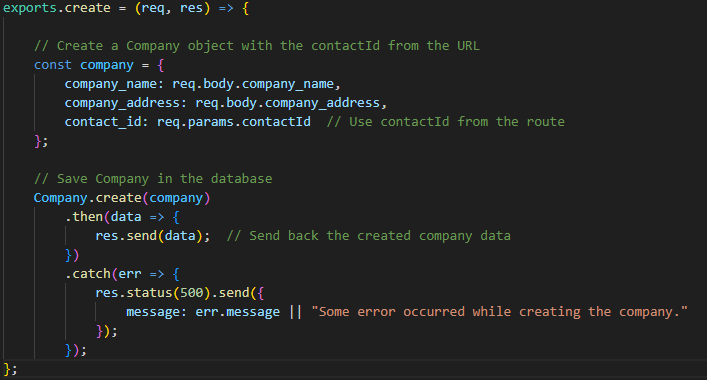 exports.create = (req, res) => {
// Create a Company object with the contactId from the URL
const company = {
company_name: req.body.company_name,
company_address: req.body.company_address,
contact_id: req.params.contactId  // Use contactId from the route
};
// Save Company in the database
Company.create(company)
.then(data => {
res.send(data);  // Send back the created company data
})
.catch(err => {
res.status(500).send({
message: err.message || "Some error occurred while creating the company."
});
});
};